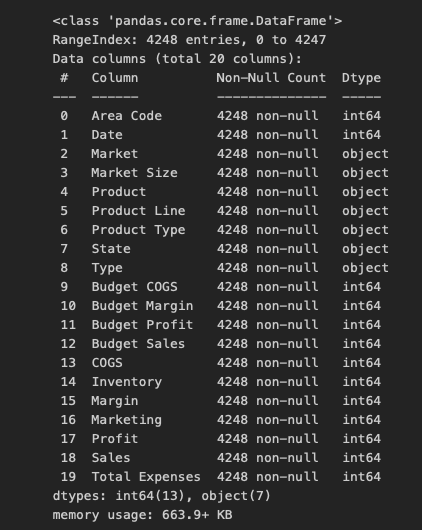 <class 'pandas.core.frame.DataFrame'>
RangeIndex: 4248 entries, 0 to 4247
Data columns (total 20 columns):
 #   Column          Non-Null Count  Dtype
---  ------          --------------  -----
 0   Area Code       4248 non-null   int64
 1   Date            4248 non-null   int64
 2   Market          4248 non-null   object
 3   Market Size     4248 non-null   object
 4   Product         4248 non-null   object
 5   Product Line    4248 non-null   object
 6   Product Type    4248 non-null   object
 7   State           4248 non-null   object
 8   Type            4248 non-null   object
 9   Budget COGS     4248 non-null   int64
 10  Budget Margin   4248 non-null   int64
 11  Budget Profit   4248 non-null   int64
 12  Budget Sales    4248 non-null   int64
 13  COGS            4248 non-null   int64
 14  Inventory       4248 non-null   int64
 15  Margin          4248 non-null   int64
 16  Marketing       4248 non-null   int64
 17  Profit          4248 non-null   int64
 18  Sales           4248 non-null   int64
 19  Total Expenses  4248 non-null   int64
dtypes: int64(13), object(7)
memory usage: 663.9+ KB